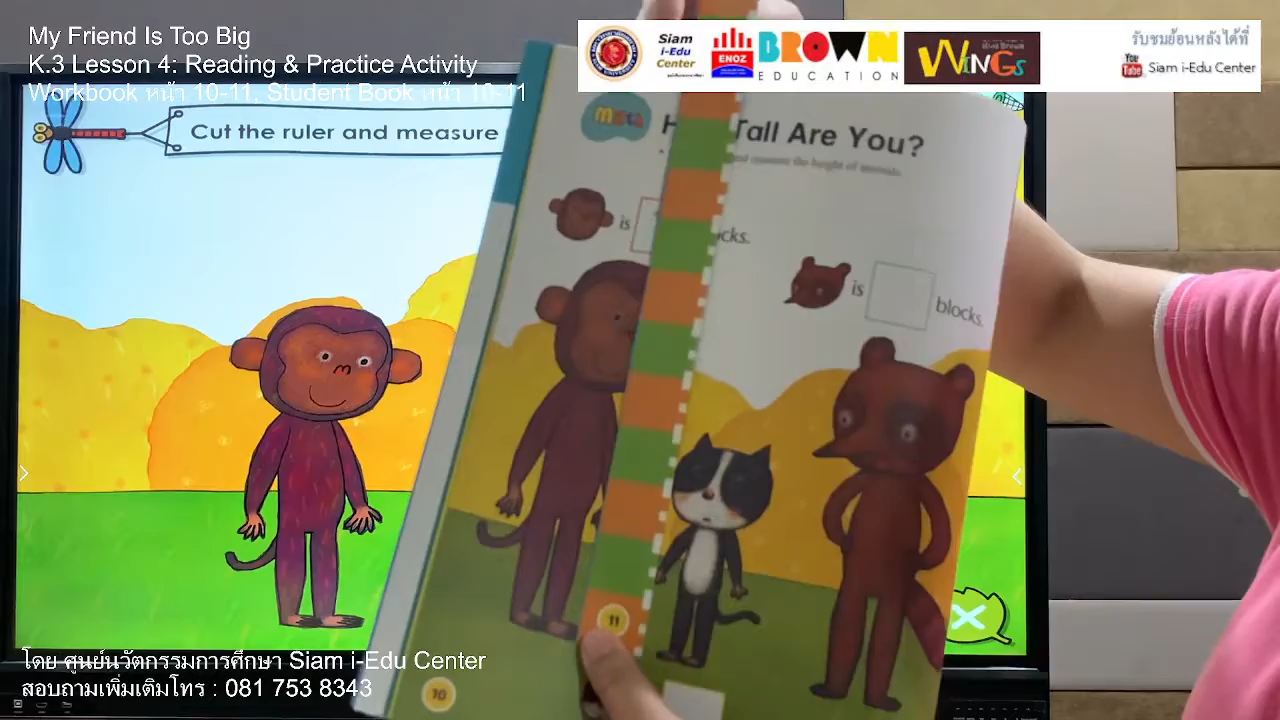 My Friend Is Too Big
K.3 Lesson 4: Reading & Practice Activity
Workbook หน้า 10-11, Student Book หน้า 10-11
Siam
i-Edu
Center
ENOZ
BROWN
EDUCATION
WiNGs
รับชมย้อนหลังได้ที่
You Tube Siam i-Edu Center
Cut the ruler and measure
Tall Are You?
is
is
blocks.
11
10
โดย ศูนย์นวัตกรรมการศึกษา Siam i-Edu Center
สอบถามเพิ่มเติมโทร : 081 753 8343